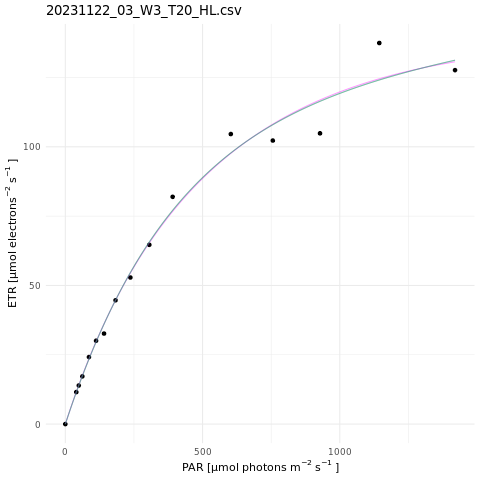 20231122_03_W3_T20_HL.csv
100
50
0
ETR [µmol electrons⁻² s⁻¹ ]
0 500 1000
PAR [µmol photons m⁻² s⁻¹ ]